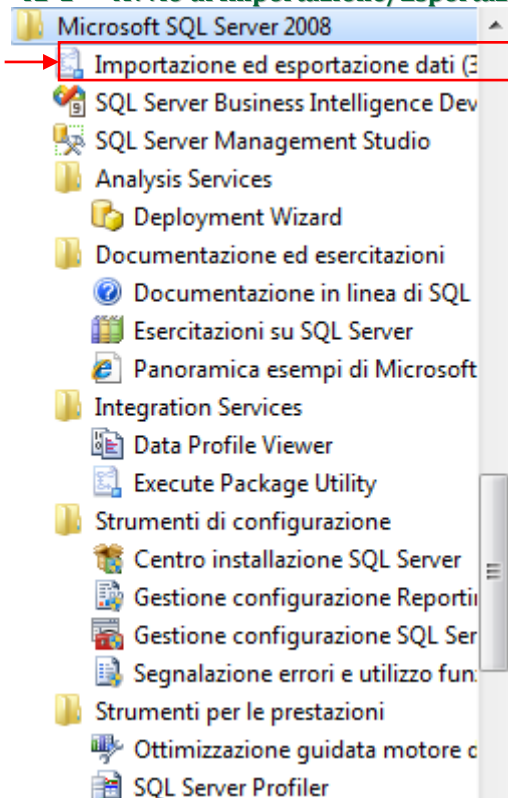 Microsoft SQL Server 2008
Importazione ed esportazione dati (3
SQL Server Business Intelligence Dev
SQL Server Management Studio
Analysis Services
Deployment Wizard
Documentazione ed esercitazioni
Documentazione in linea di SQL
Esercitazioni su SQL Server
Panoramica esempi di Microsoft
Integration Services
Data Profile Viewer
Execute Package Utility
Strumenti di configurazione
Centro installazione SQL Server
Gestione configurazione Reporti
Gestione configurazione SQL Ser
Segnalazione errori e utilizzo fun
Strumenti per le prestazioni
Ottimizzazione guidata motore d
SQL Server Profiler